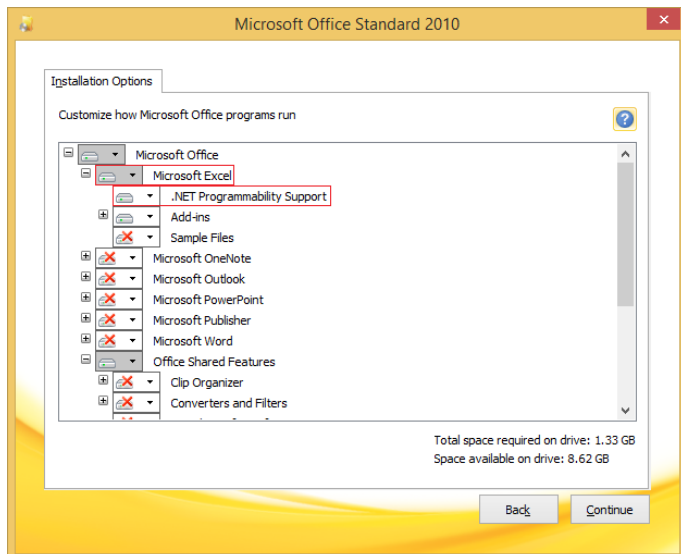 Microsoft Office Standard 2010
Installation Options
Customize how Microsoft Office programs run
Microsoft Office
Microsoft Excel
.NET Programmability Support
Add-ins
Sample Files
Microsoft OneNote
Microsoft Outlook
Microsoft PowerPoint
Microsoft Publisher
Microsoft Word
Office Shared Features
Clip Organizer
Converters and Filters
Total space required on drive: 1.33 GB
Space available on drive: 8.62 GB
Back
Continue